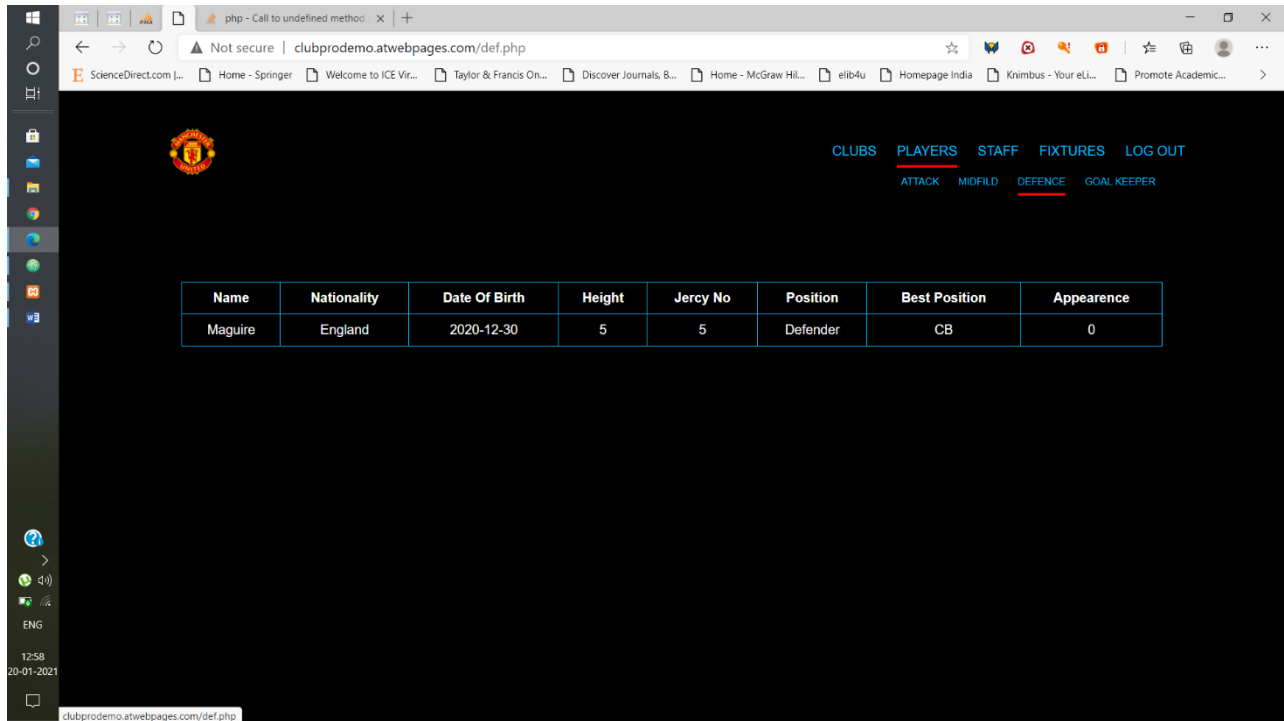 php - Call to undefined method
Not secure | clubprodemo.atwebpages.com/def.php
ScienceDirect.com |... Home - Springer Welcome to ICE Vir... Taylor & Francis On... Discover Journals, B... Home - McGraw Hil... elib4u Homepage India Knimbus - Your eLi... Promote Academic...
MANCHESTER
UNITED
CLUBS PLAYERS STAFF FIXTURES LOG OUT
ATTACK MIDFILD DEFENCE GOAL KEEPER
Name Nationality Date Of Birth Height Jercy No Position Best Position Appearence
Maguire England 2020-12-30 5 5 Defender CB 0
ENG
12:58
20-01-2021
clubprodemo.atwebpages.com/def.php